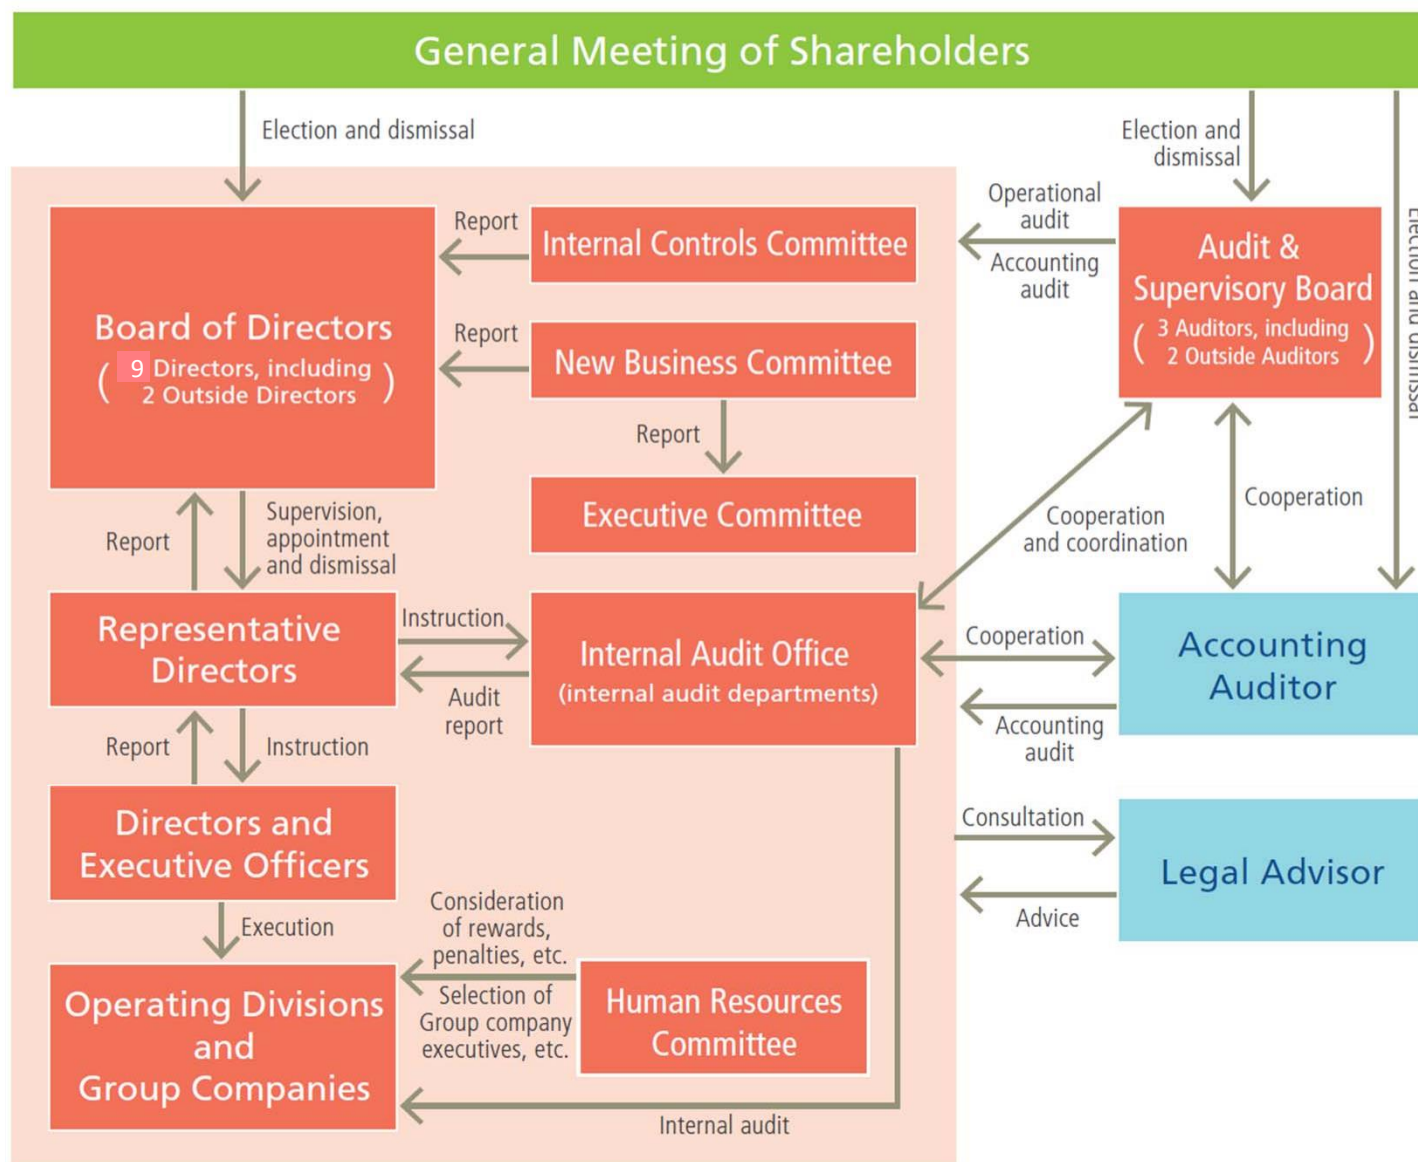 General Meeting of Shareholders
Election and dismissal
Election and
dismissal
Election and dismissal
Board of Directors
( 9 Directors, including
2 Outside Directors )
Report
Internal Controls Committee
Operational
audit
Accounting
audit
Audit &
Supervisory Board
( 3 Auditors, including
2 Outside Auditors )
Report
New Business Committee
Report
Executive Committee
Cooperation
and coordination
Cooperation
Report
Supervision,
appointment
and dismissal
Representative
Directors
Instruction
Audit
report
Internal Audit Office
(internal audit departments)
Cooperation
Accounting
audit
Accounting
Auditor
Report
Instruction
Directors and
Executive Officers
Consultation
Advice
Legal Advisor
Execution
Operating Divisions
and
Group Companies
Consideration
of rewards,
penalties, etc.
Selection of
Group company
executives, etc.
Human Resources
Committee
Internal audit